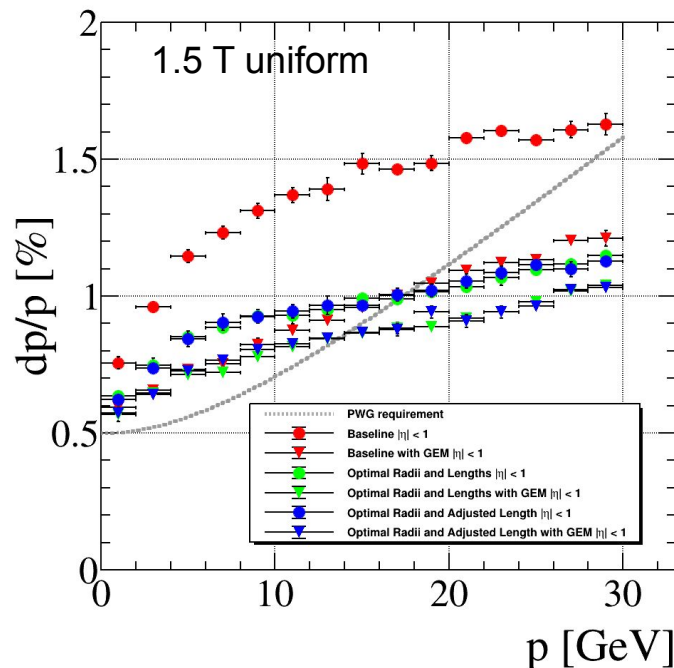 1.5 T uniform
2
1.5
1
0.5
0
dp/p [%]
PWG requirement
Baseline |η| < 1
Baseline with GEM |η| < 1
Optimal Radii and Lengths |η| < 1
Optimal Radii and Lengths with GEM |η| < 1
Optimal Radii and Adjusted Length |η| < 1
Optimal Radii and Adjusted Length with GEM |η| < 1
0 10 20 30
p [GeV]